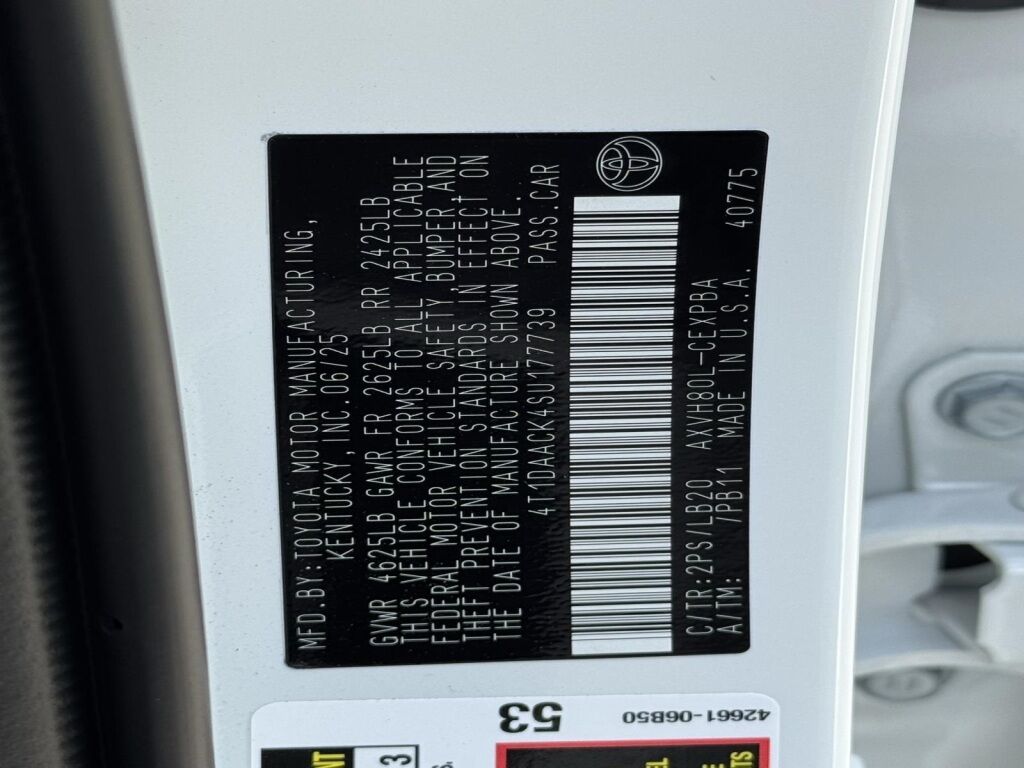 MFD.BY:TOYOTA MOTOR MANUFACTURING,
KENTUCKY, INC. 06/25
GVWR 4625LB GAWR FR 2625LB RR 2425LB
THIS VEHICLE CONFORMS TO ALL APPLICABLE
FEDERAL MOTOR VEHICLE SAFETY, BUMPER, AND
THEFT PREVENTION STANDARDS IN EFFECT ON
THE DATE OF MANUFACTURE SHOWN ABOVE.
4T1DAACK4SU177739 PASS.CAR
C/TR:2PS/LB20 AXVH80L-CEXPBA
A/TM: /PB11 MADE IN U.S.A. 40775
53
42661-06B50
3